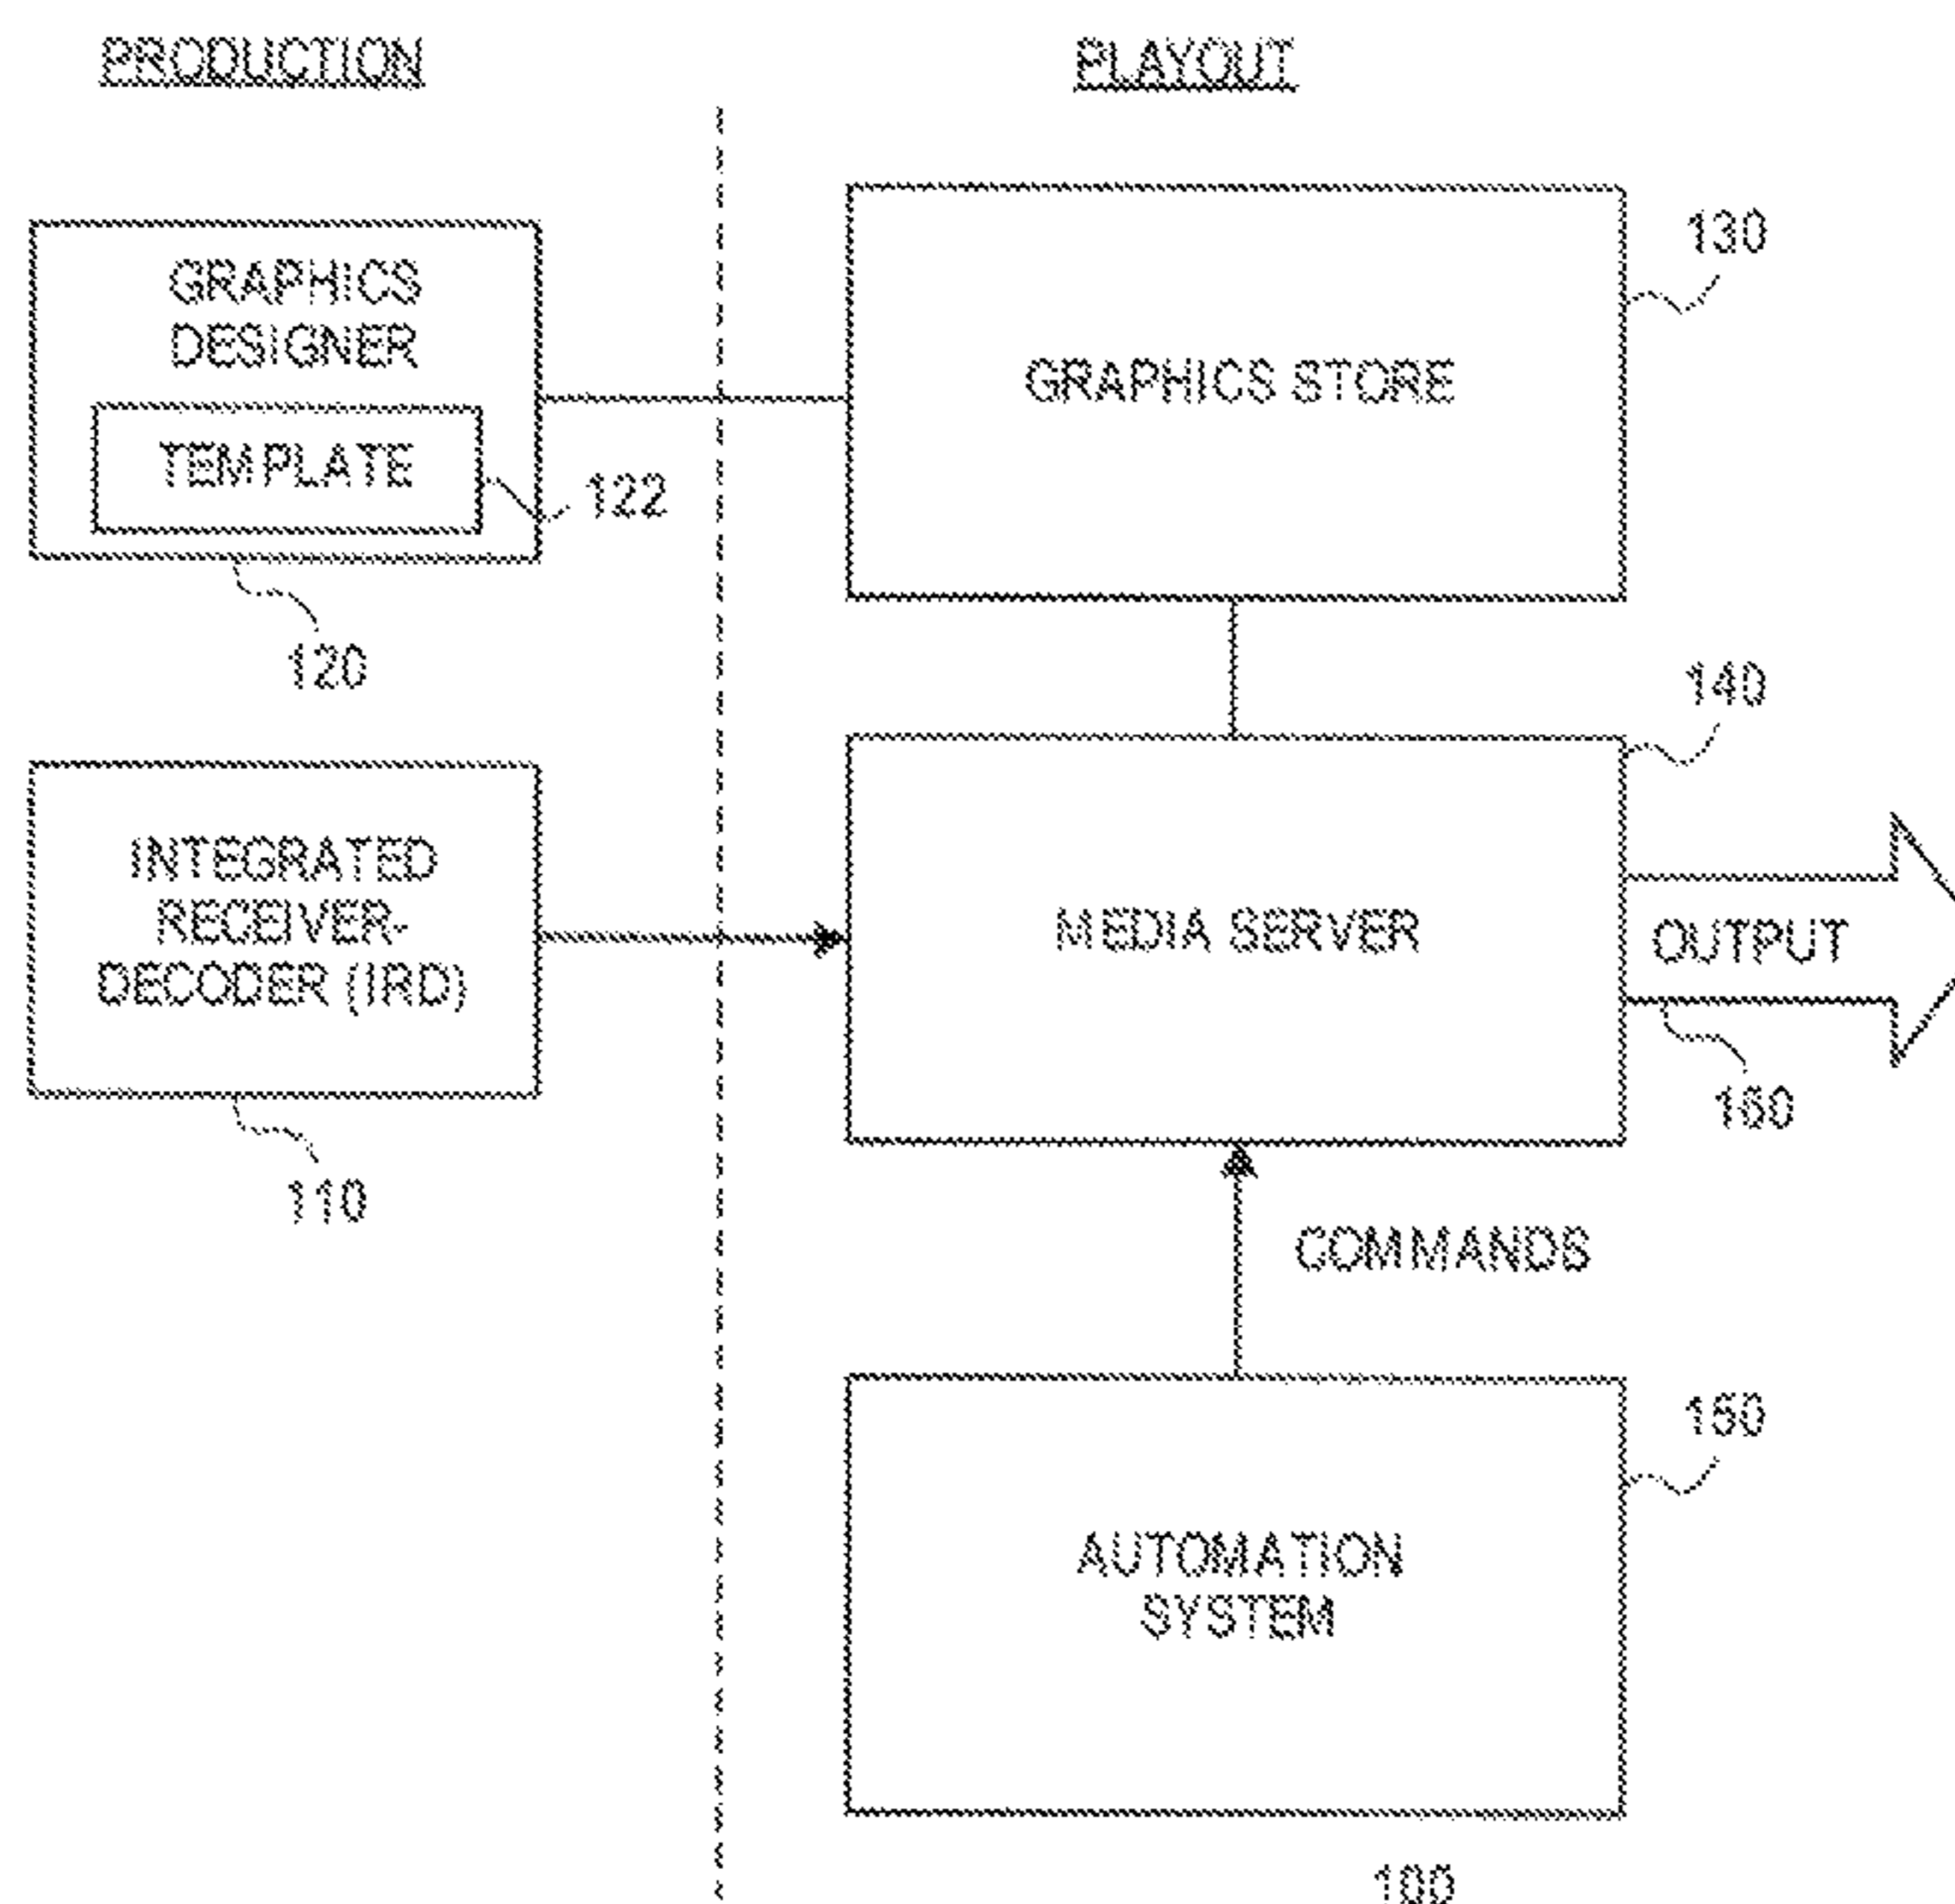 PRODUCTION
PLAYOUT
GRAPHICS
DESIGNER
TEMPLATE
122
120
GRAPHICS STORE
130
INTEGRATED
RECEIVER-
DECODER (IRD)
110
MEDIA SERVER
140
OUTPUT
160
COMMANDS
AUTOMATION
SYSTEM
150
100